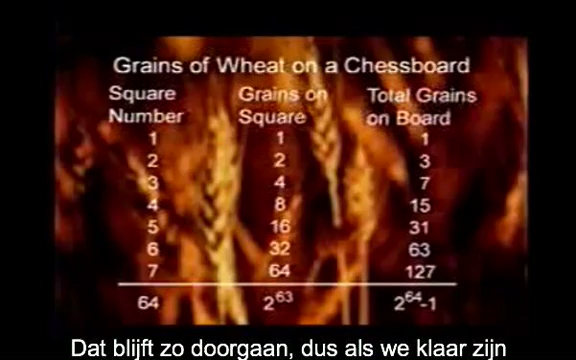 Grains of Wheat on a Chessboard
Square Number Grains on Square Total Grains on Board
1 1 1
2 2 3
3 4 7
4 8 15
5 16 31
6 32 63
7 64 127
64 2^63 2^64-1
Dat blijft zo doorgaan, dus als we klaar zijn